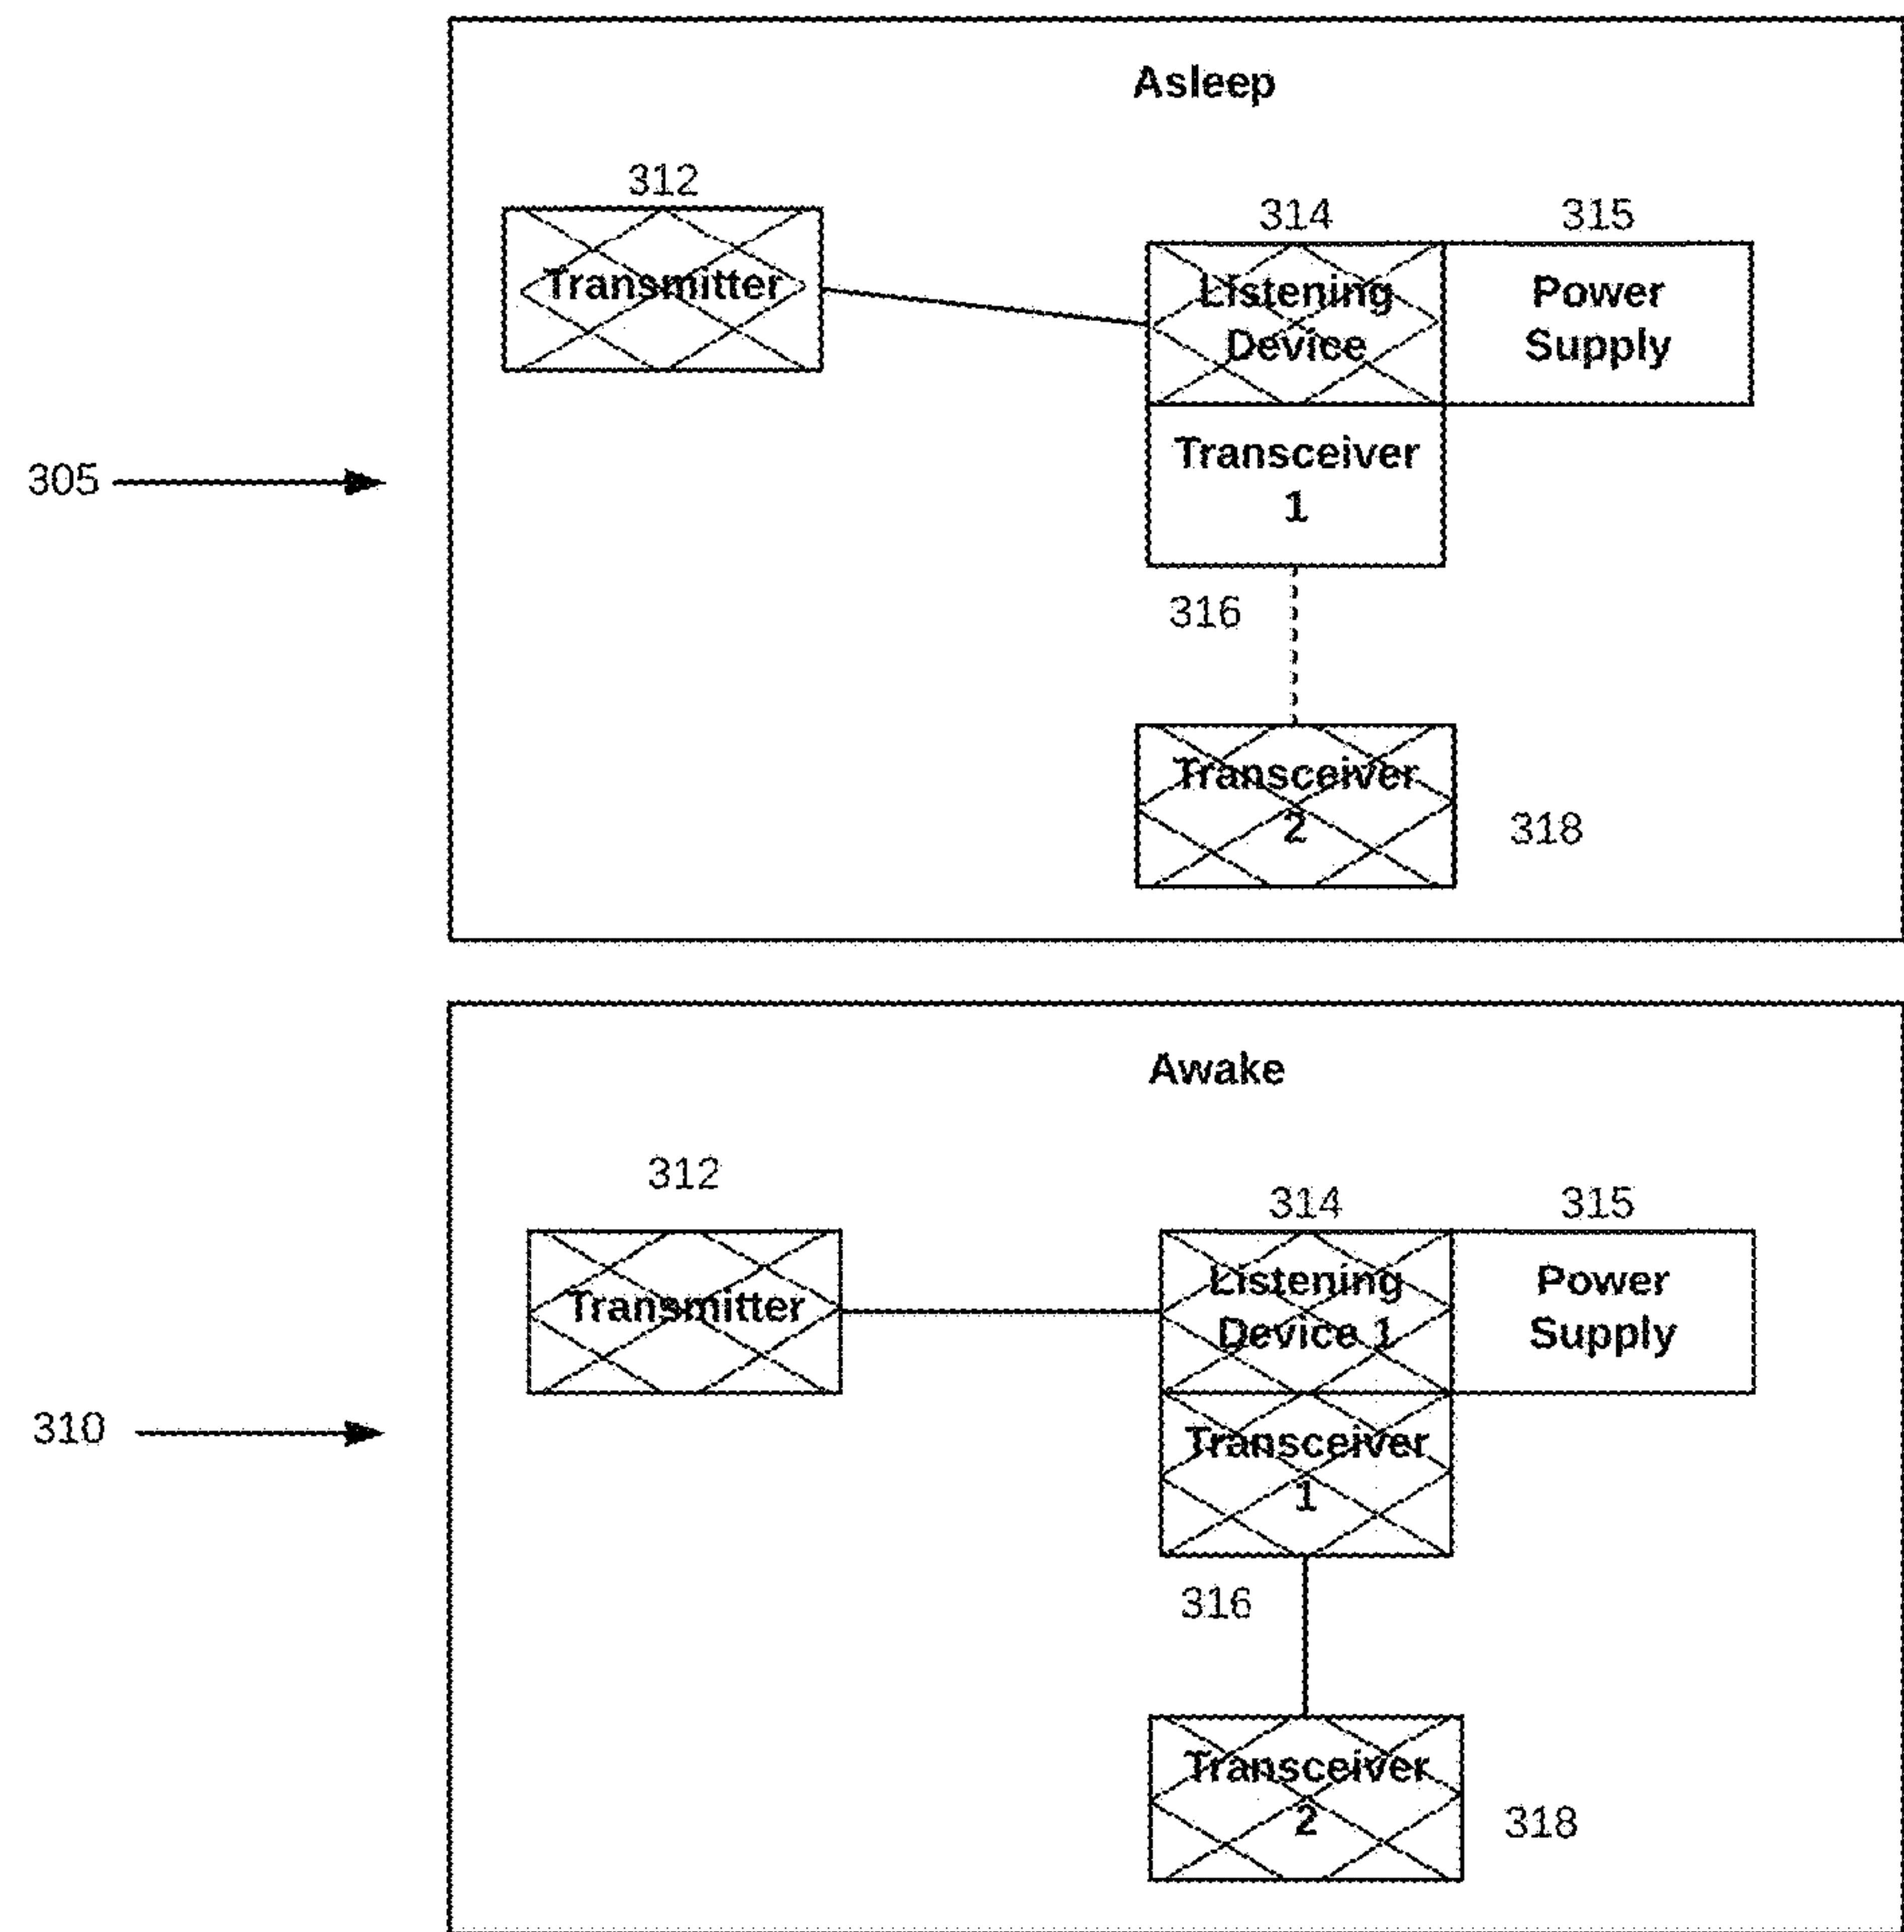 Asleep
312
314
315
Transmitter
Listening
Device
Power
Supply
Transceiver
1
305
316
Transceiver
2
318
Awake
312
314
315
Transmitter
Listening
Device 1
Power
Supply
Transceiver
1
310
316
Transceiver
2
318